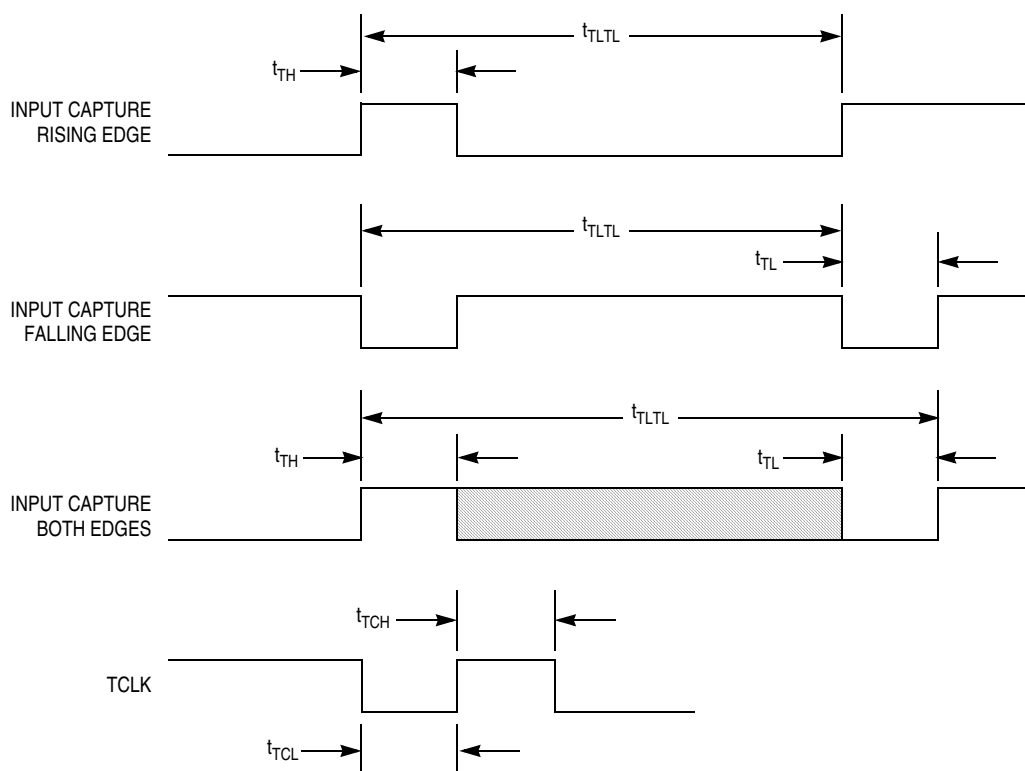 tTLTL
tTH
INPUT CAPTURE
RISING EDGE
tTLTL
tTL
INPUT CAPTURE
FALLING EDGE
tTLTL
tTH
tTL
INPUT CAPTURE
BOTH EDGES
tTCH
TCLK
tTCL